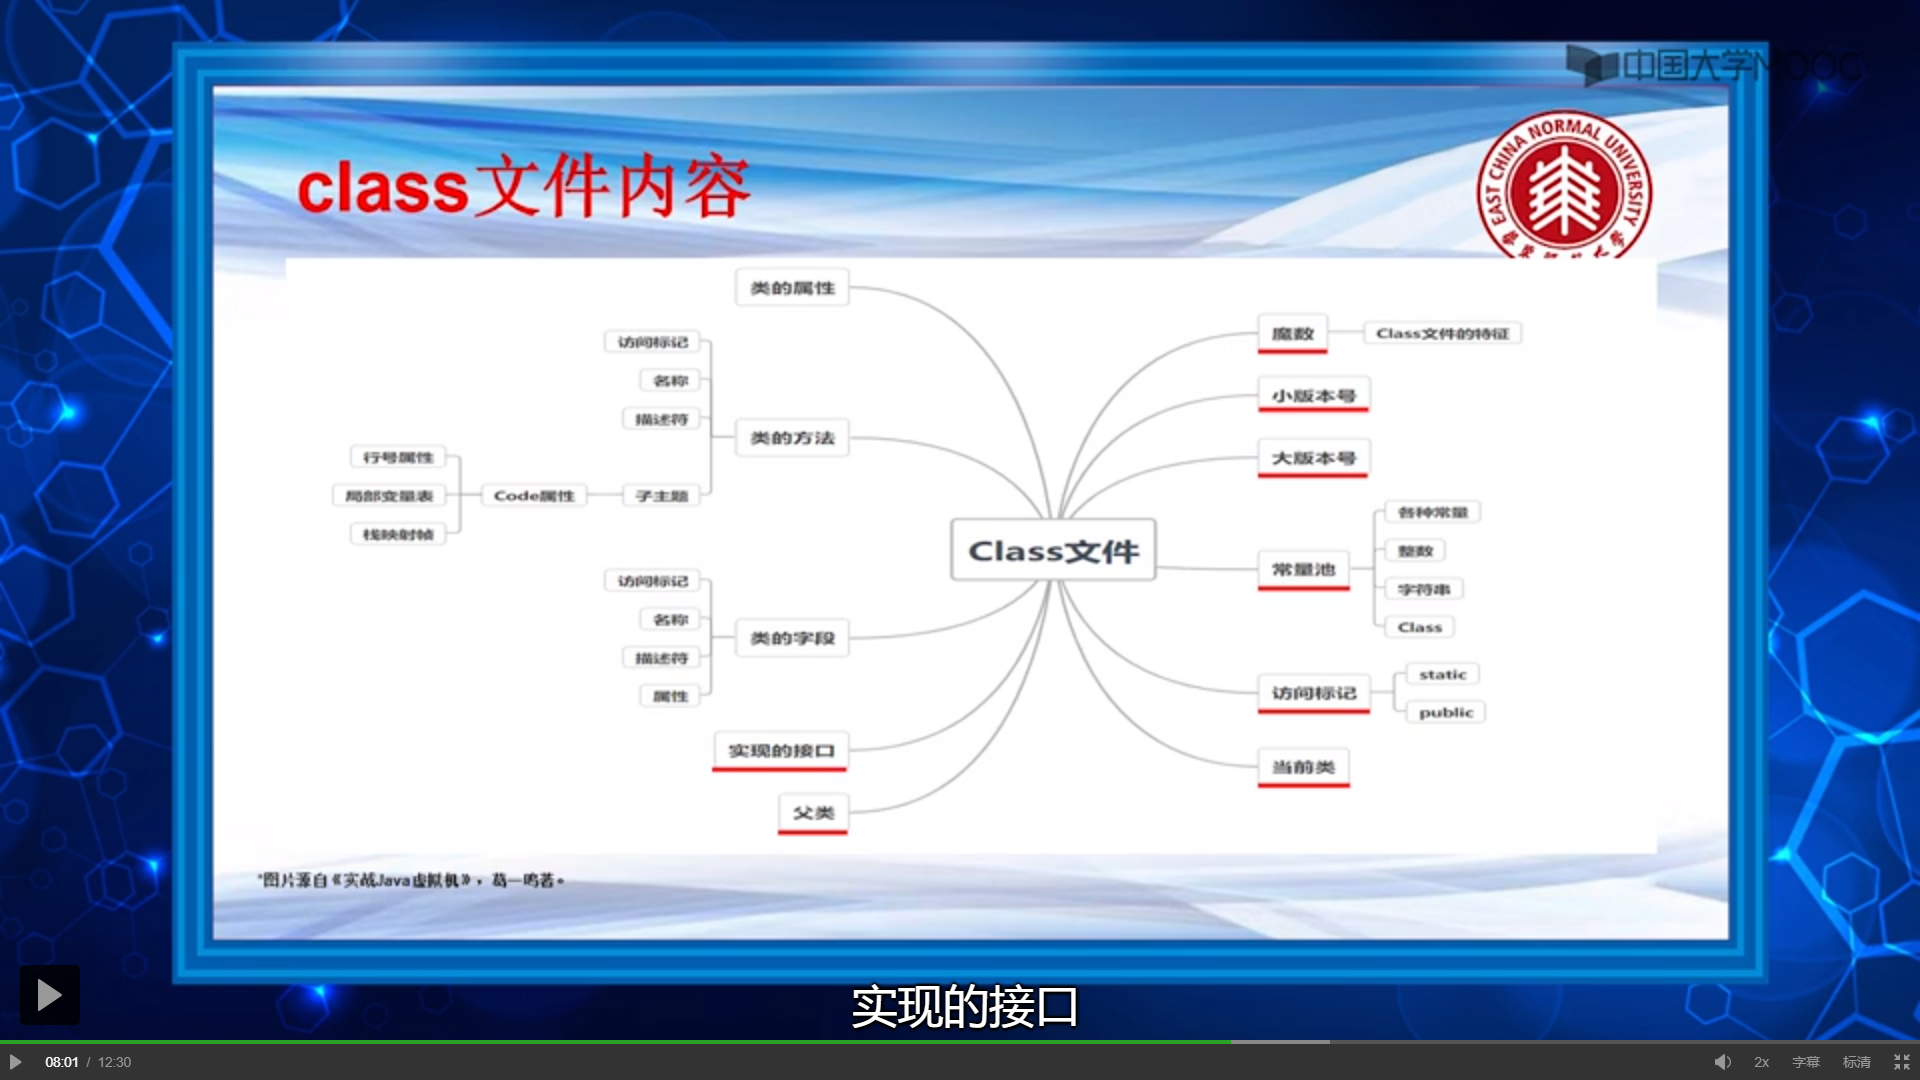 中国大学MOOC
class文件内容
EAST CHINA NORMAL UNIVERSITY
类的属性
访问标记
名称
描述符
类的方法
行号属性
局部变量表
栈映射帧
Code属性
子主题
访问标记
名称
描述符
属性
类的字段
实现的接口
父类
Class文件
魔数
Class文件的特征
小版本号
大版本号
常量池
各种常量
整数
字符串
Class
访问标记
static
public
当前类
*图片源自《实战Java虚拟机》，葛一鸣著。
实现的接口
08:01 / 12:30
2x 字幕 标清